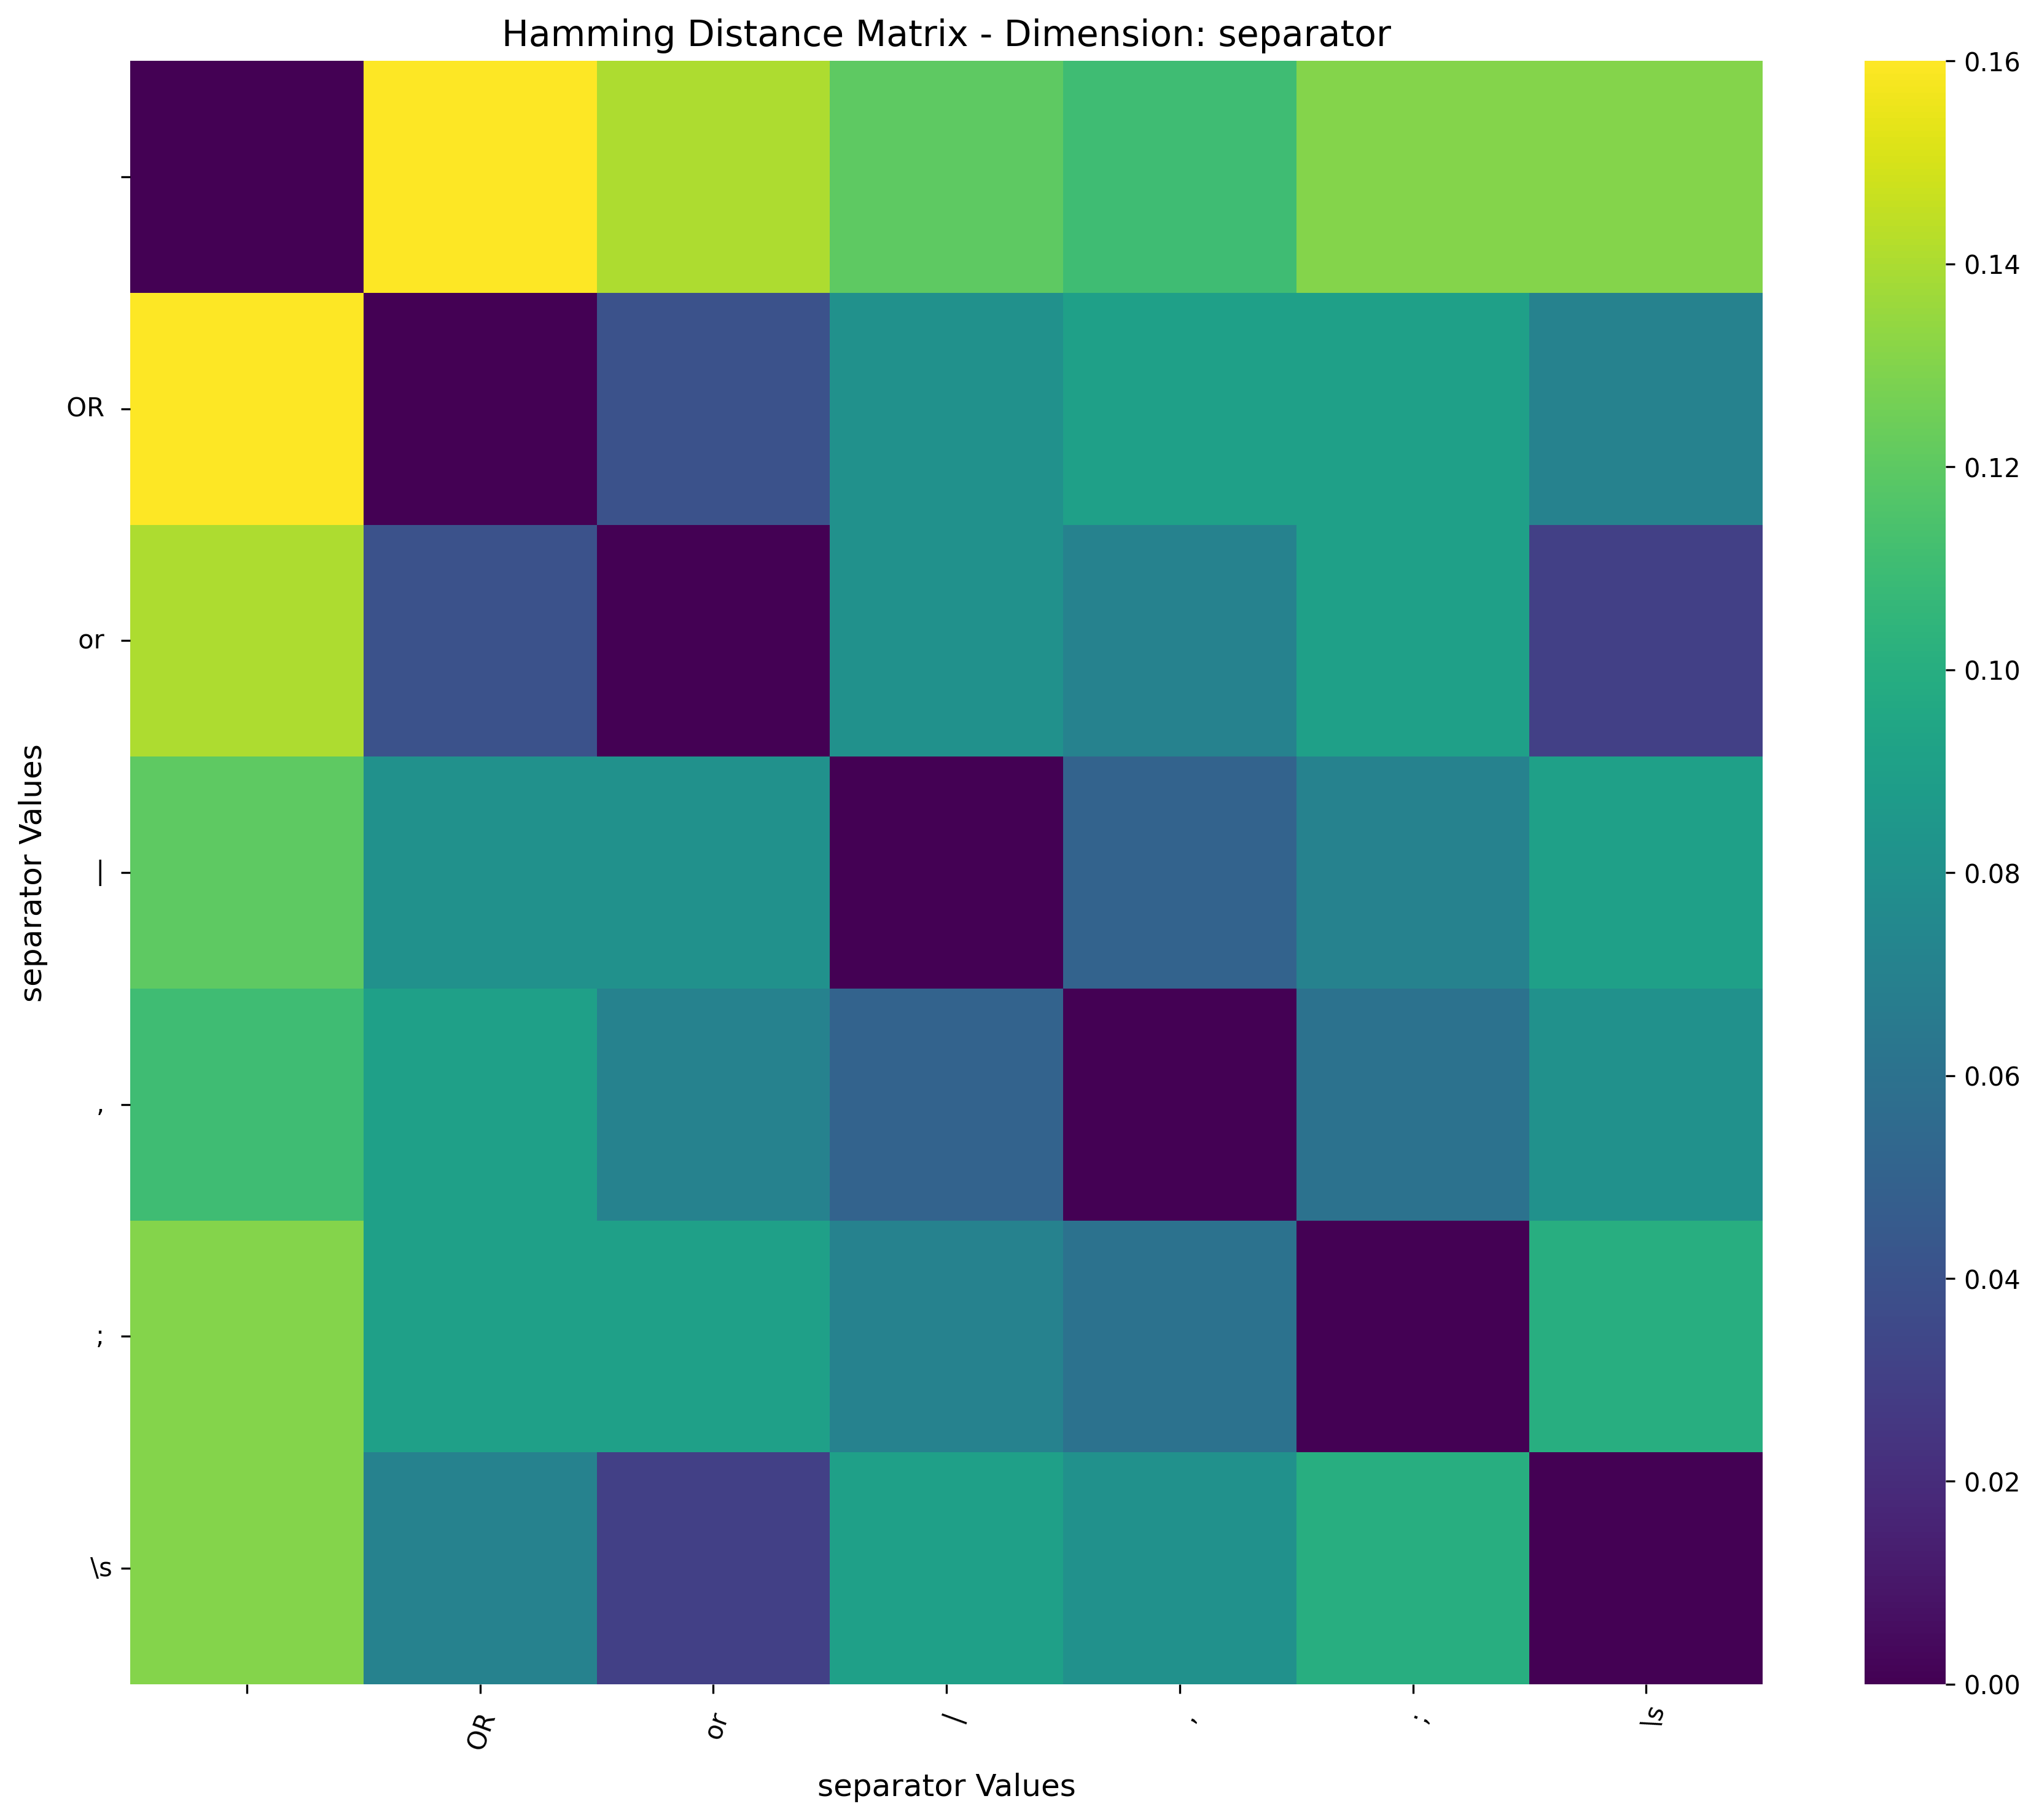 Hamming Distance Matrix - Dimension: separator
separator Values
OR
or
|
,
;
\s
OR
or
|
,
;
\s
separator Values
0.16
0.14
0.12
0.10
0.08
0.06
0.04
0.02
0.00